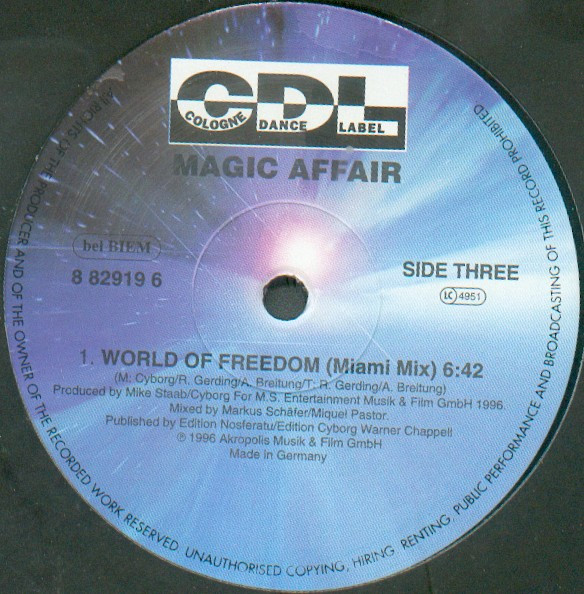 CDL
COLOGNE DANCE LABEL
MAGIC AFFAIR
bei BIEM
8 82919 6
SIDE THREE
LC 4951
1. WORLD OF FREEDOM (Miami Mix) 6:42
(M: Cyborg/R. Gerding/A. Breitung/T: R. Gerding/A. Breitung)
Produced by Mike Staab/Cyborg For M.S. Entertainment Musik & Film GmbH 1996.
Mixed by Markus Schäfer/Miquel Pastor.
Published by Edition Nosferatu/Edition Cyborg Warner Chappell
℗ 1996 Akropolis Musik & Film GmbH
Made in Germany
All RIGHTS OF THE PRODUCER AND OF THE OWNER OF THE RECORDED WORK RESERVED. UNAUTHORISED COPYING, HIRING, RENTING, PUBLIC PERFORMANCE AND BROADCASTING OF THIS RECORD PROHIBITED